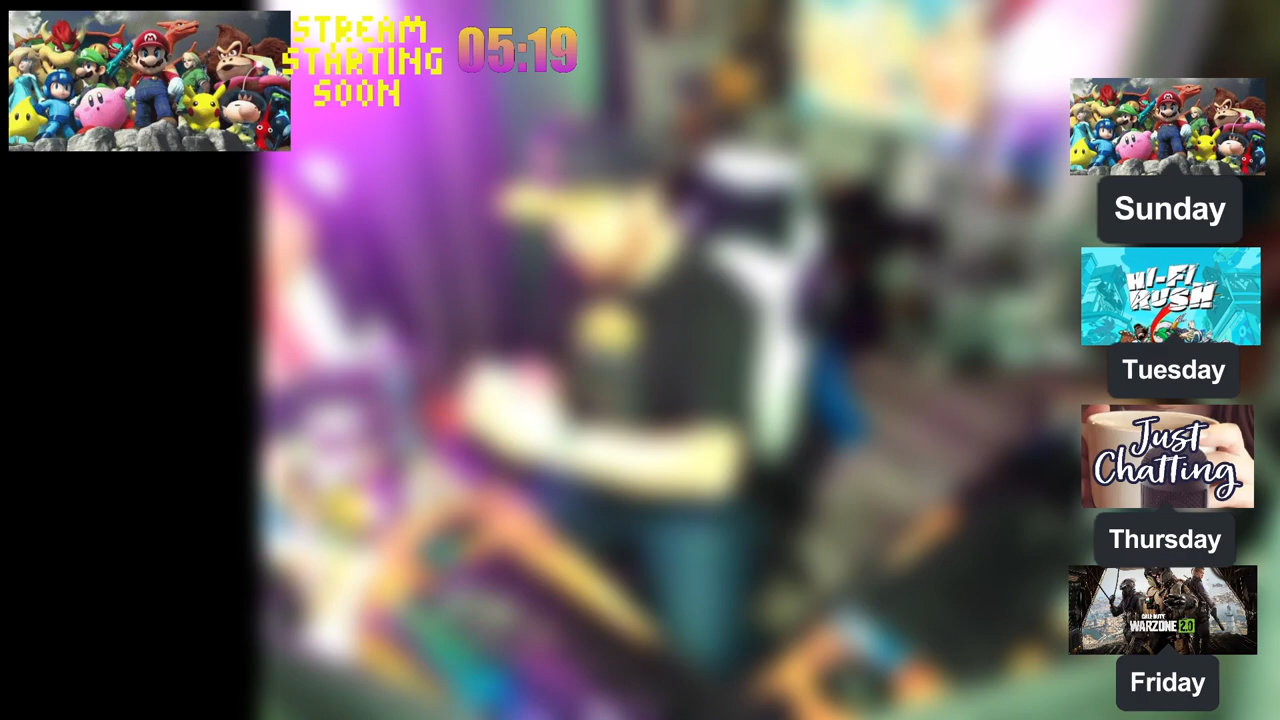 STREAM
STARTING
SOON
05:19
Sunday
HI-FI
RUSH
Tuesday
Just
Chatting
Thursday
CALL OF DUTY
WARZONE 2.0
Friday